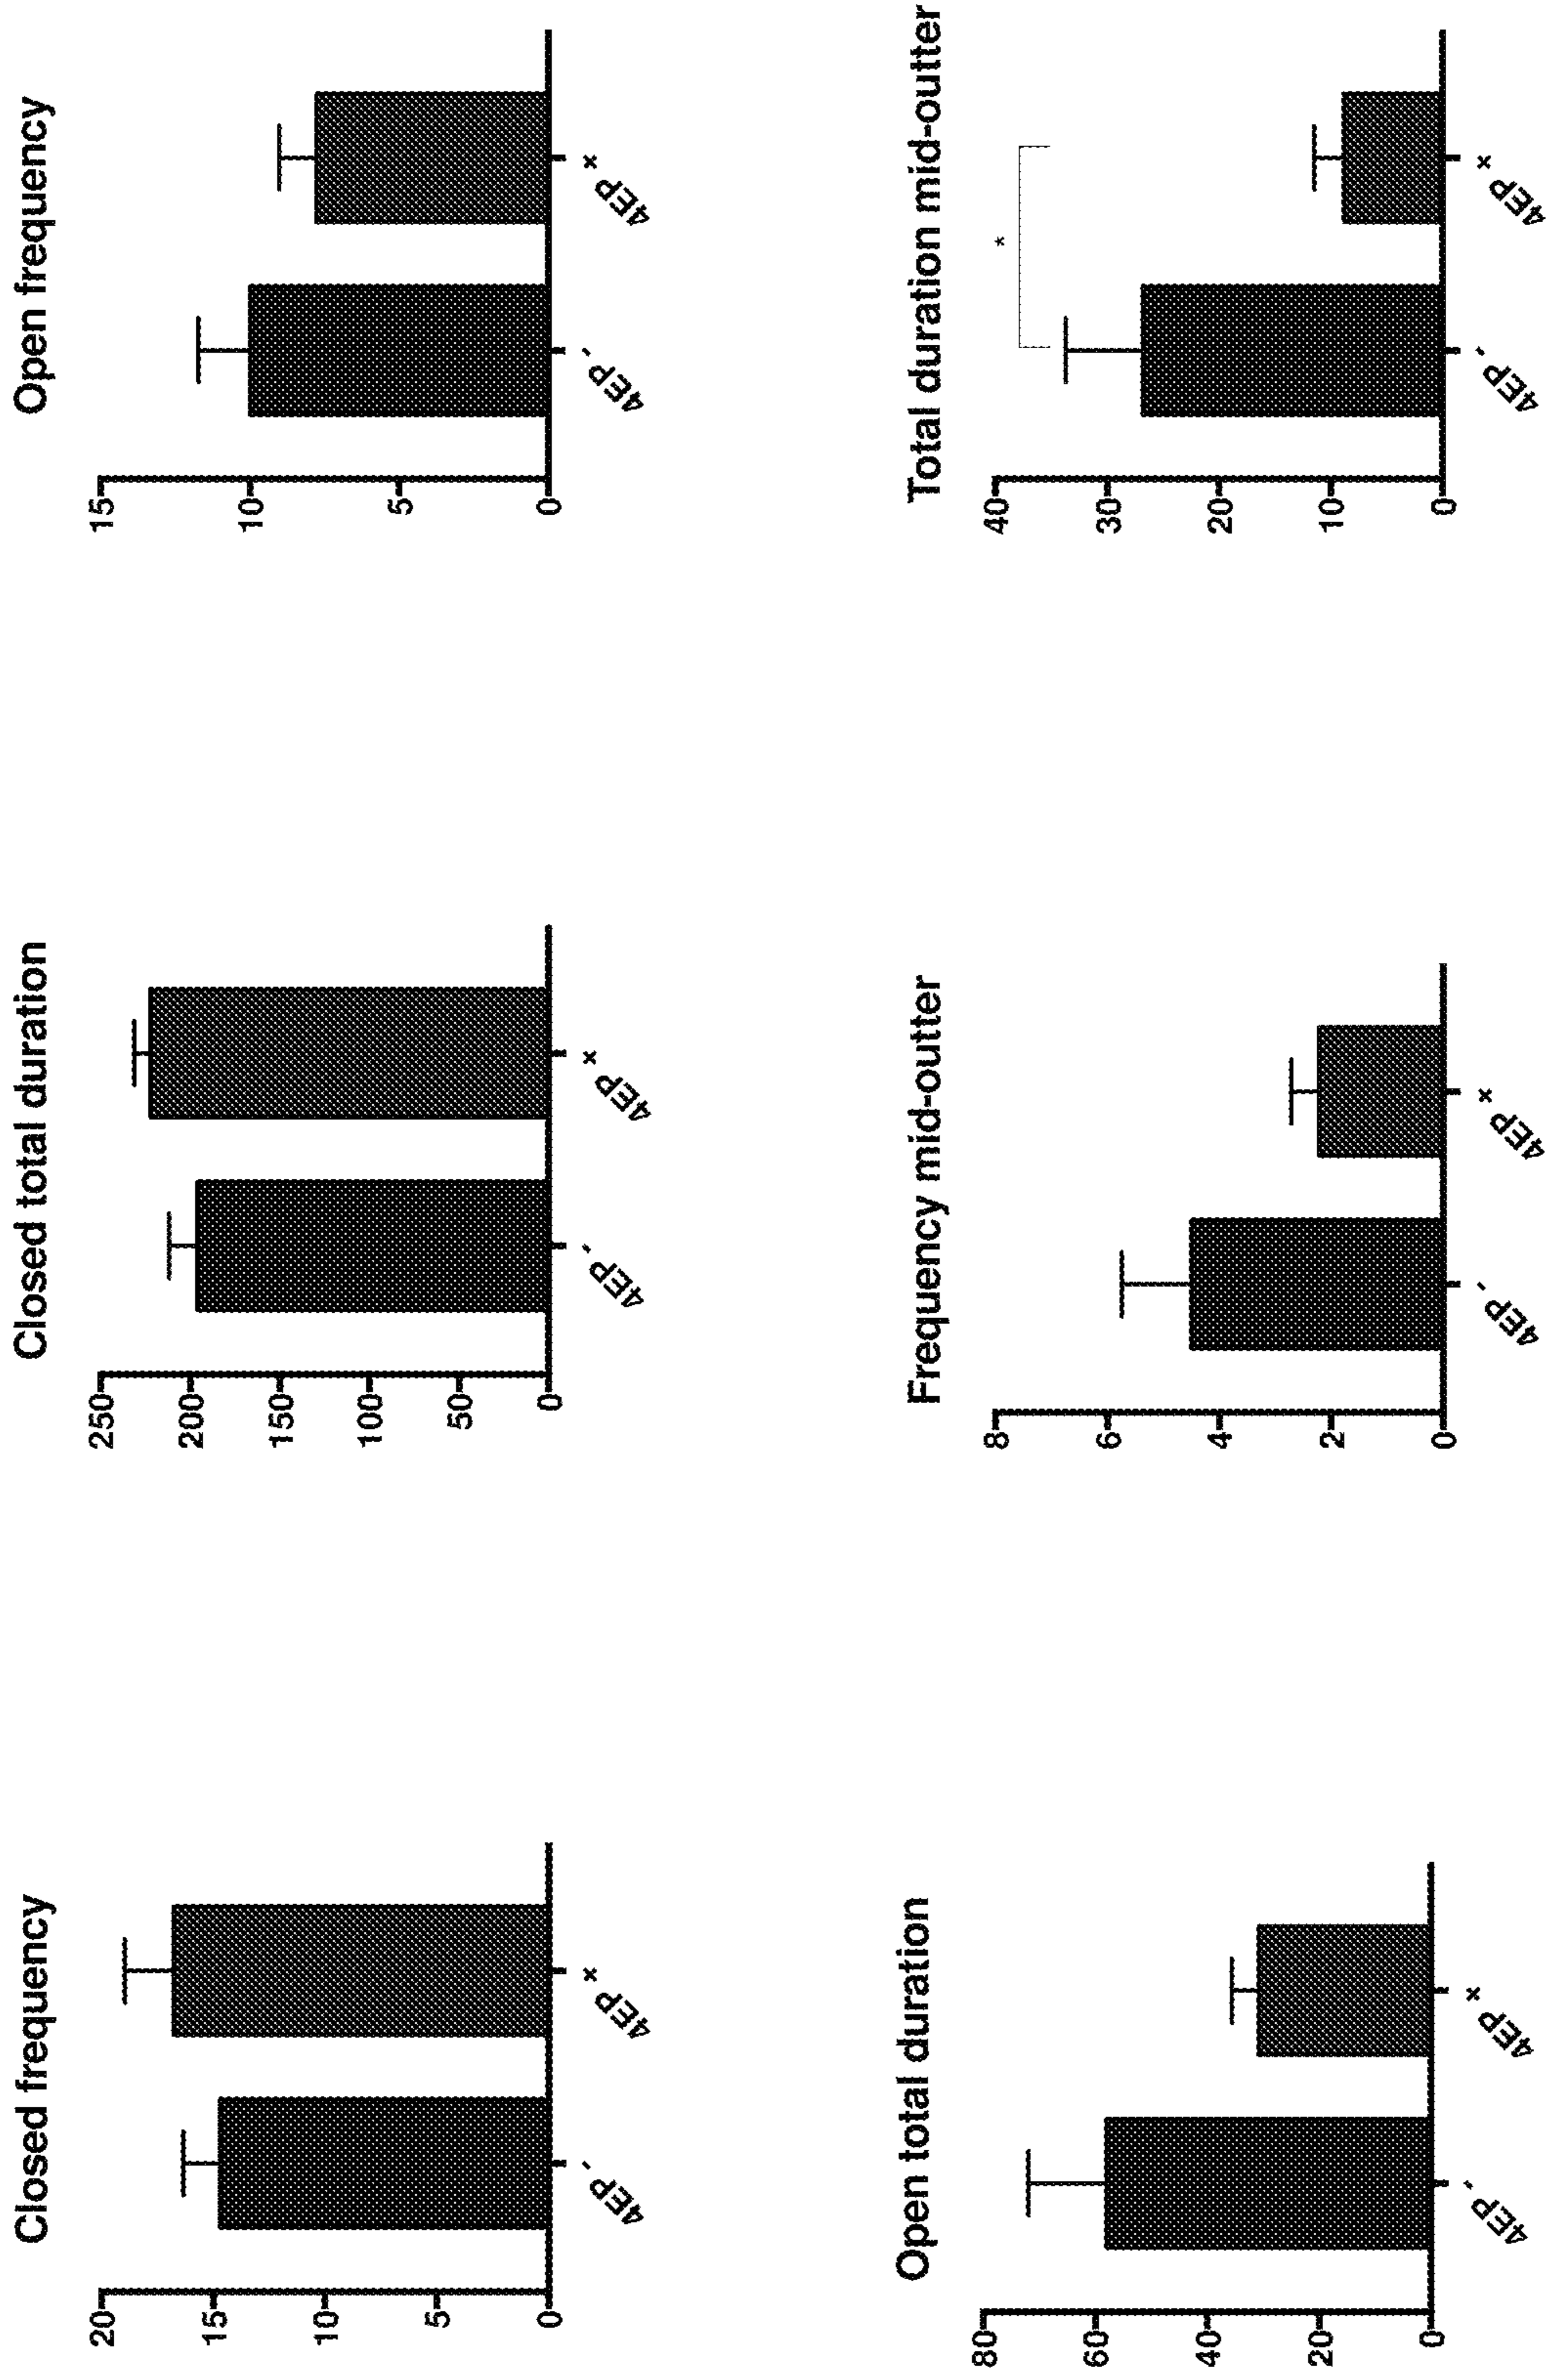 Closed frequency
20
15
10
5
0
4EP-
4EP+
Closed total duration
250
200
150
100
50
0
4EP-
4EP+
Open frequency
15
10
5
0
4EP-
4EP+
Open total duration
80
60
40
20
0
4EP-
4EP+
Frequency mid-outter
8
6
4
2
0
4EP-
4EP+
Total duration mid-outter
40
30
20
10
0
*
4EP-
4EP+